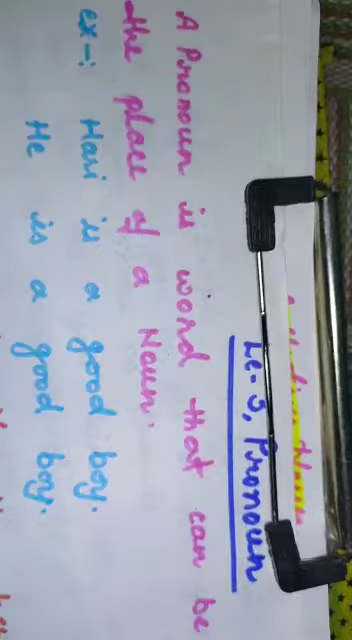 Le-3, Pronoun
A Pronoun is word that can be
the place of a Noun.
ex-: Hari is a good boy.
He is a good boy.